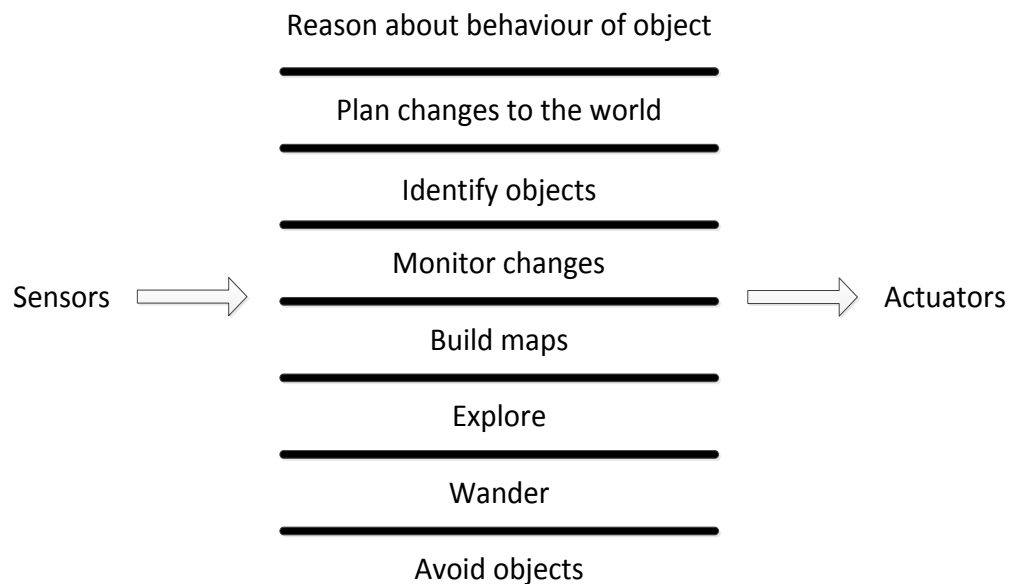 Reason about behaviour of object
Plan changes to the world
Identify objects
Monitor changes
Sensors
Actuators
Build maps
Explore
Wander
Avoid objects